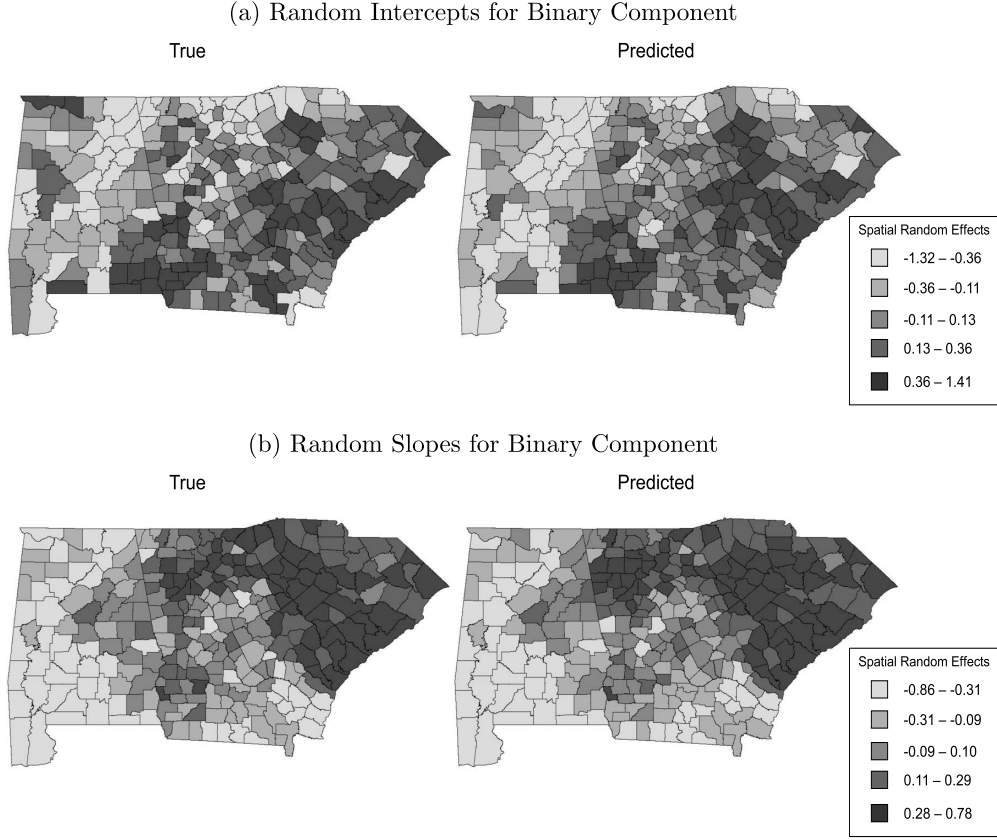 (a) Random Intercepts for Binary Component
True
Predicted
Spatial Random Effects
-1.32 – -0.36
-0.36 – -0.11
-0.11 – 0.13
0.13 – 0.36
0.36 – 1.41
(b) Random Slopes for Binary Component
True
Predicted
Spatial Random Effects
-0.86 – -0.31
-0.31 – -0.09
-0.09 – 0.10
0.11 – 0.29
0.28 – 0.78